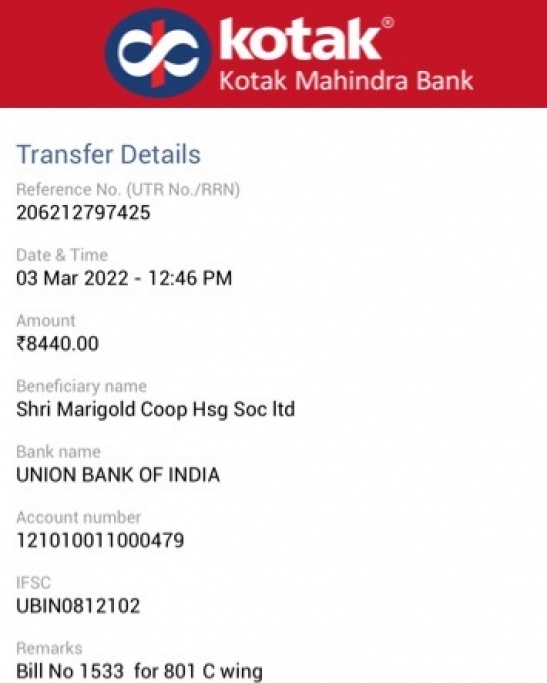 kotak®
Kotak Mahindra Bank
Transfer Details
Reference No. (UTR No./RRN)
206212797425
Date & Time
03 Mar 2022 - 12:46 PM
Amount
₹8440.00
Beneficiary name
Shri Marigold Coop Hsg Soc ltd
Bank name
UNION BANK OF INDIA
Account number
121010011000479
IFSC
UBIN0812102
Remarks
Bill No 1533  for 801 C wing